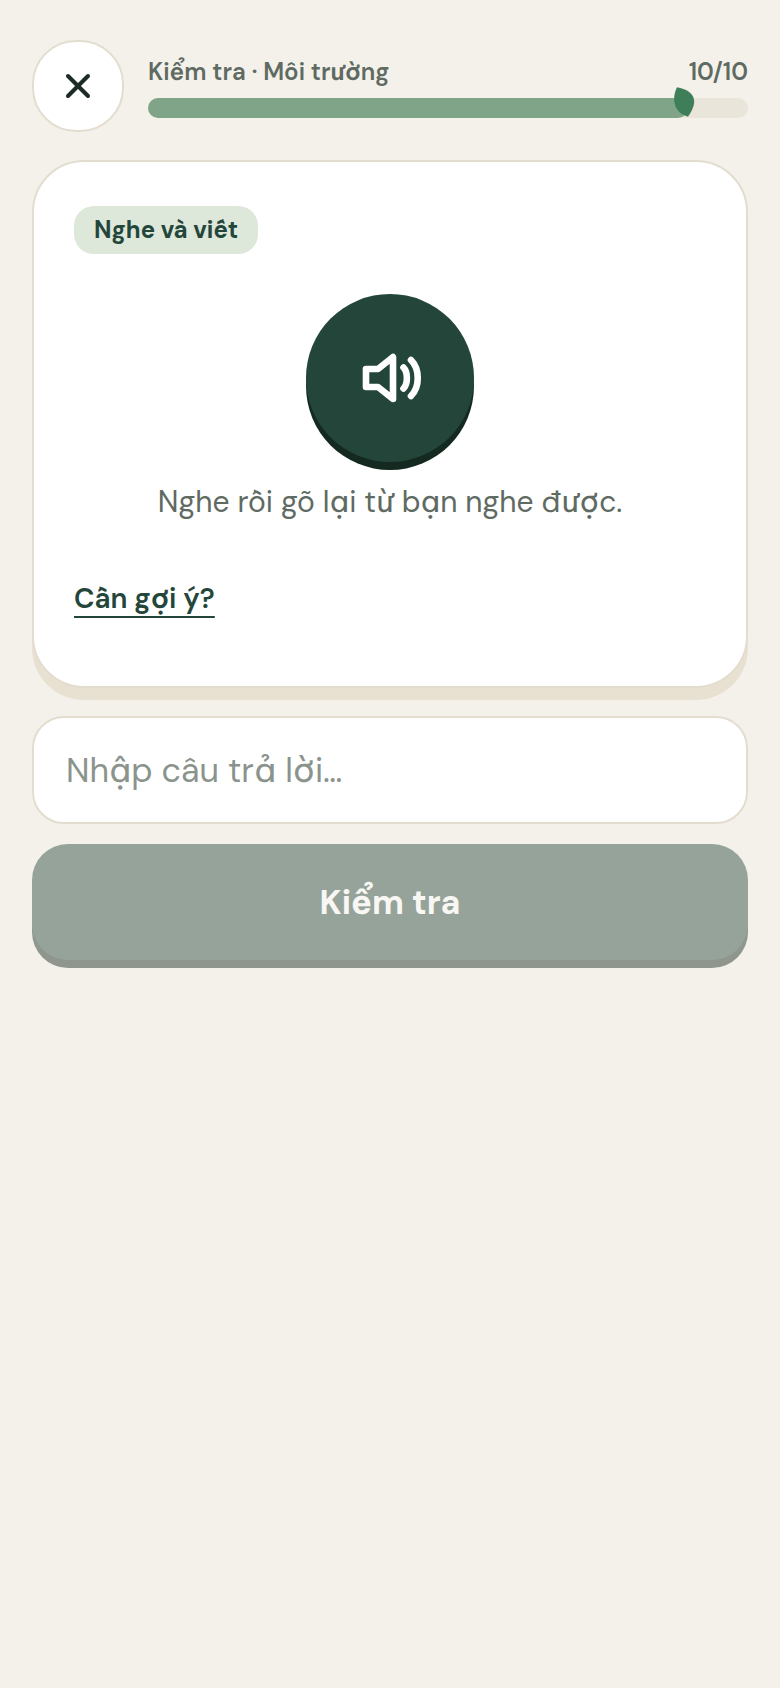 Kiểm tra · Môi trường
10/10
Nghe và viết
Nghe rồi gõ lại từ bạn nghe được.
Cần gợi ý?
Nhập câu trả lời...
Kiểm tra